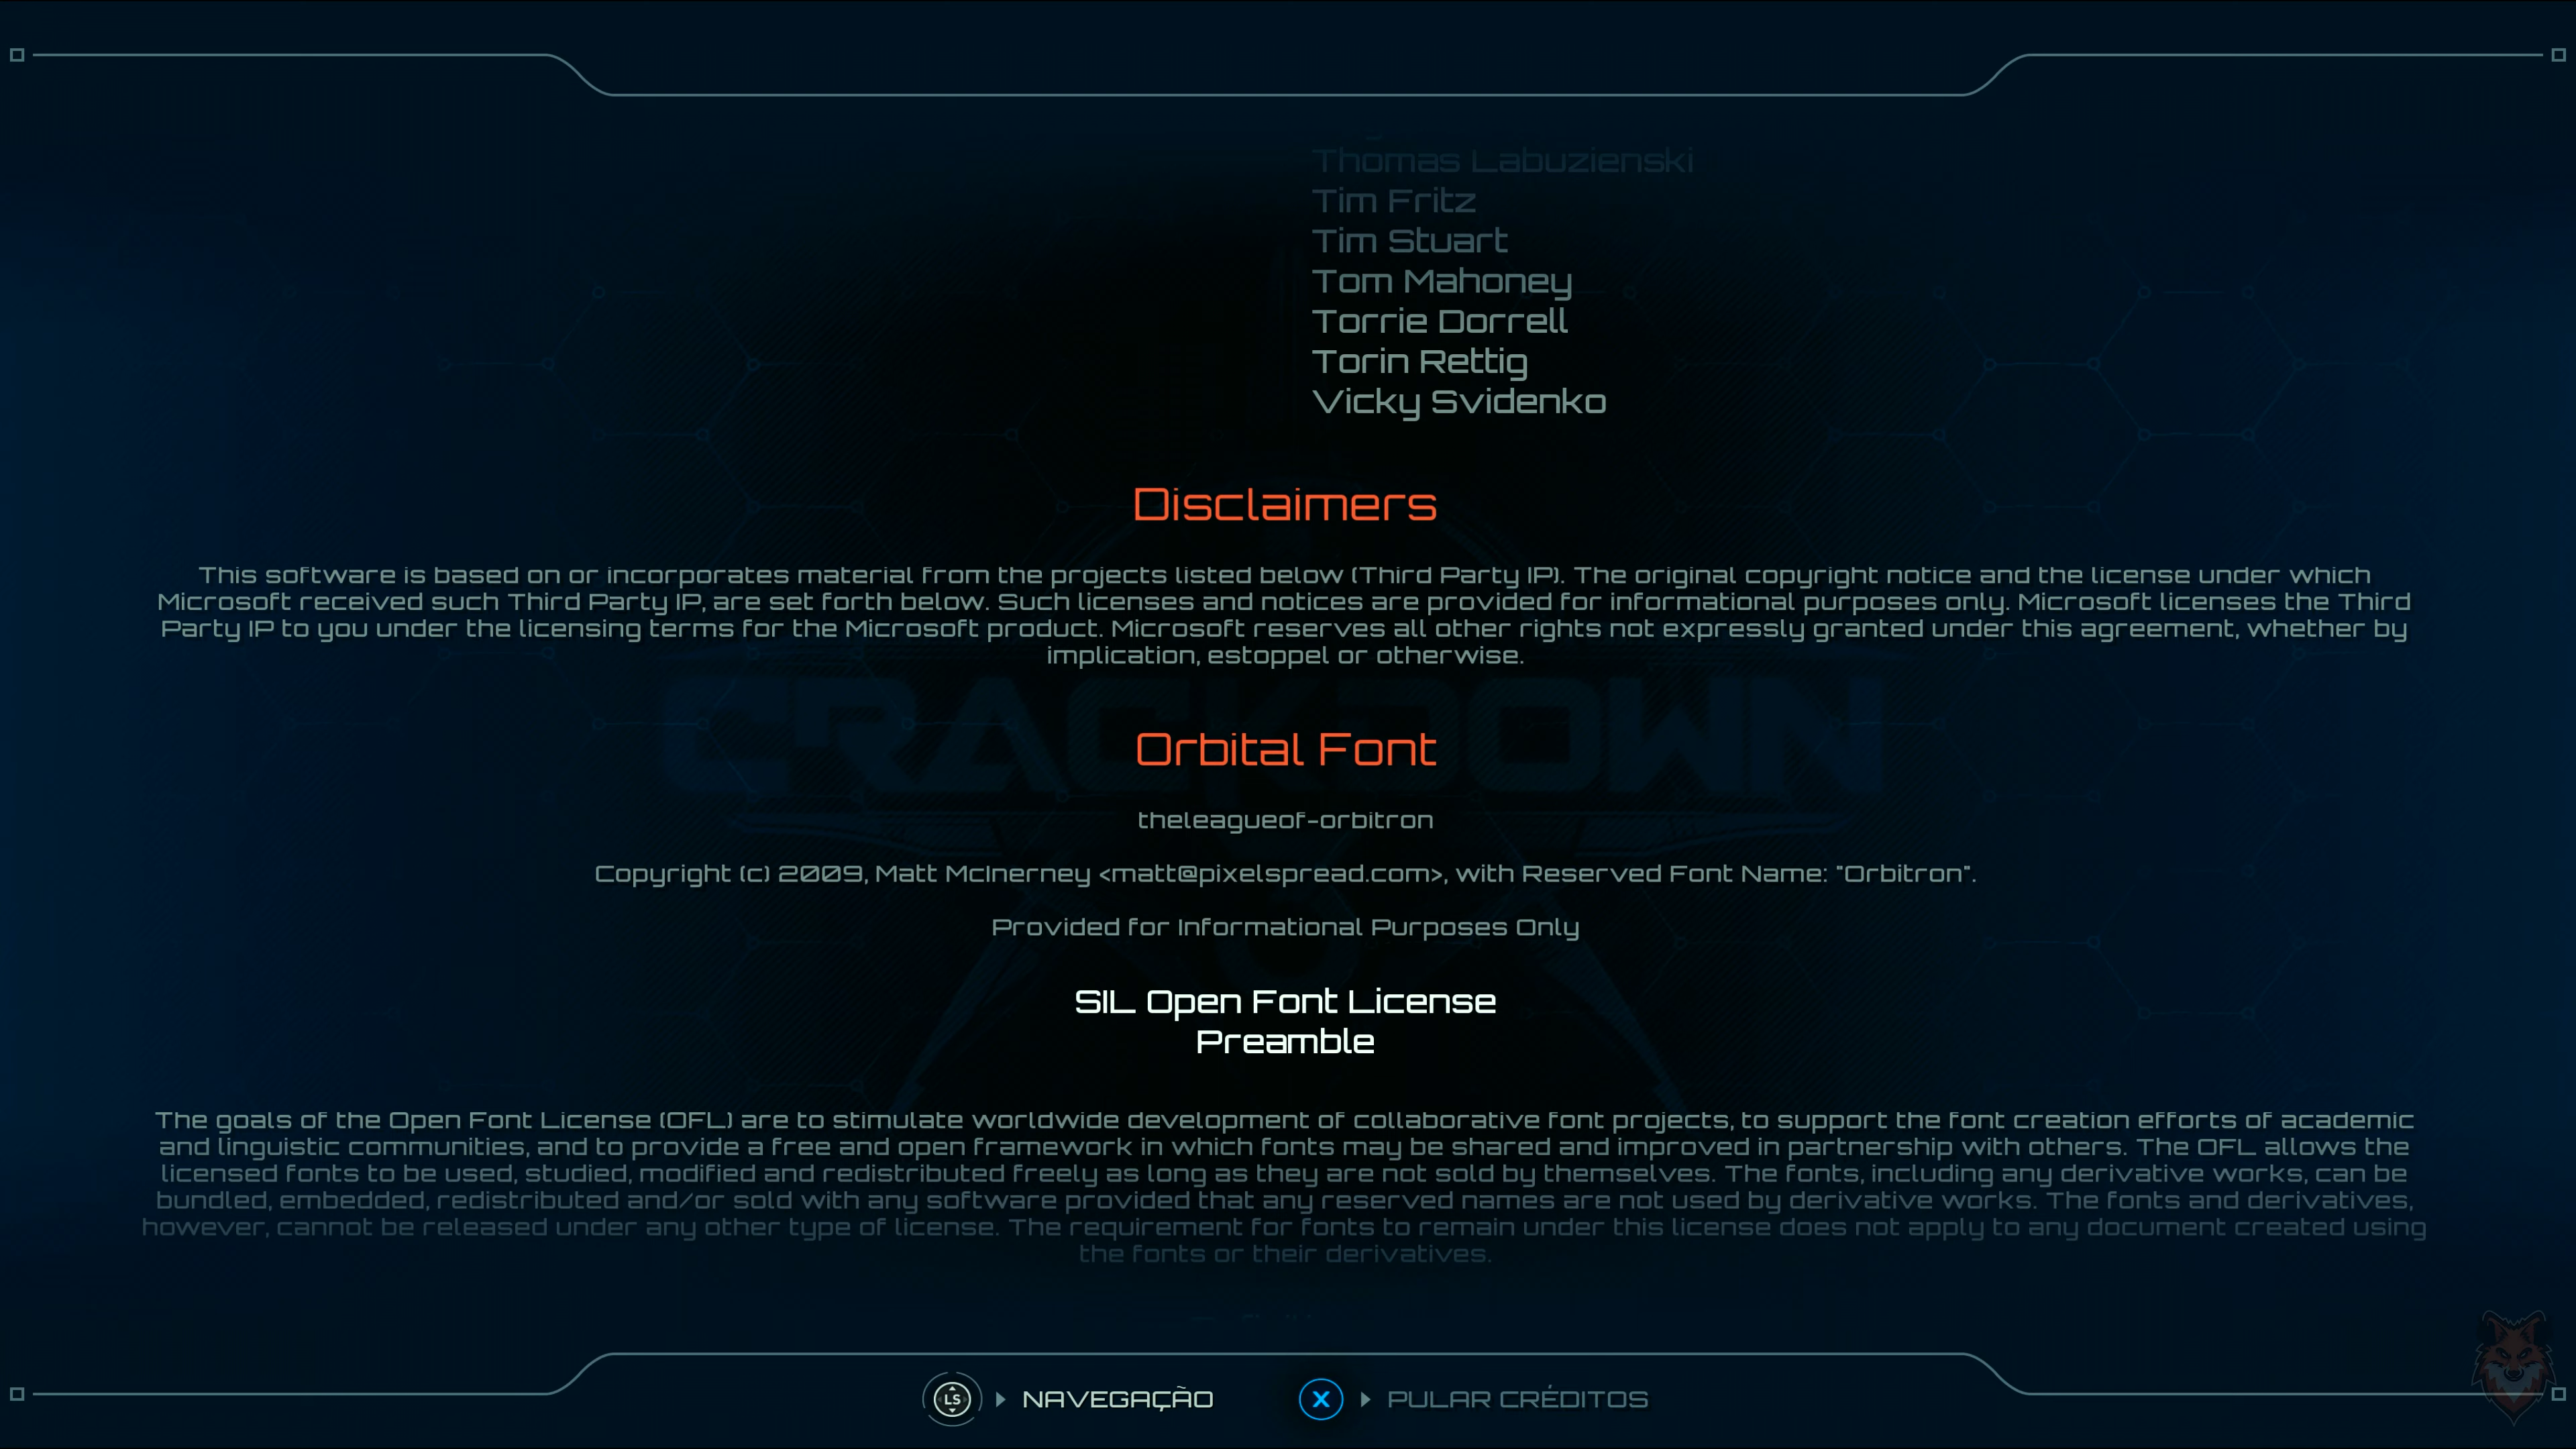 Thomas Labuzienski
Tim Fritz
Tim Stuart
Tom Mahoney
Torrie Dorrell
Torin Rettig
Vicky Svidenko
Disclaimers
This software is based on or incorporates material from the projects listed below (Third Party IP). The original copyright notice and the license under which
Microsoft received such Third Party IP, are set forth below. Such licenses and notices are provided for informational purposes only. Microsoft licenses the Third
Party IP to you under the licensing terms for the Microsoft product. Microsoft reserves all other rights not expressly granted under this agreement, whether by
implication, estoppel or otherwise.
CRACKDOWN
Orbital Font
theleagueof-orbitron
Copyright (c) 2009, Matt McInerney <matt@pixelspread.com>, with Reserved Font Name: "Orbitron".
Provided for Informational Purposes Only
SIL Open Font License
Preamble
The goals of the Open Font License (OFL) are to stimulate worldwide development of collaborative font projects, to support the font creation efforts of academic
and linguistic communities, and to provide a free and open framework in which fonts may be shared and improved in partnership with others. The OFL allows the
licensed fonts to be used, studied, modified and redistributed freely as long as they are not sold by themselves. The fonts, including any derivative works, can be
bundled, embedded, redistributed and/or sold with any software provided that any reserved names are not used by derivative works. The fonts and derivatives,
however, cannot be released under any other type of license. The requirement for fonts to remain under this license does not apply to any document created using
the fonts or their derivatives.
LS NAVEGAÇÃO
X PULAR CRÉDITOS